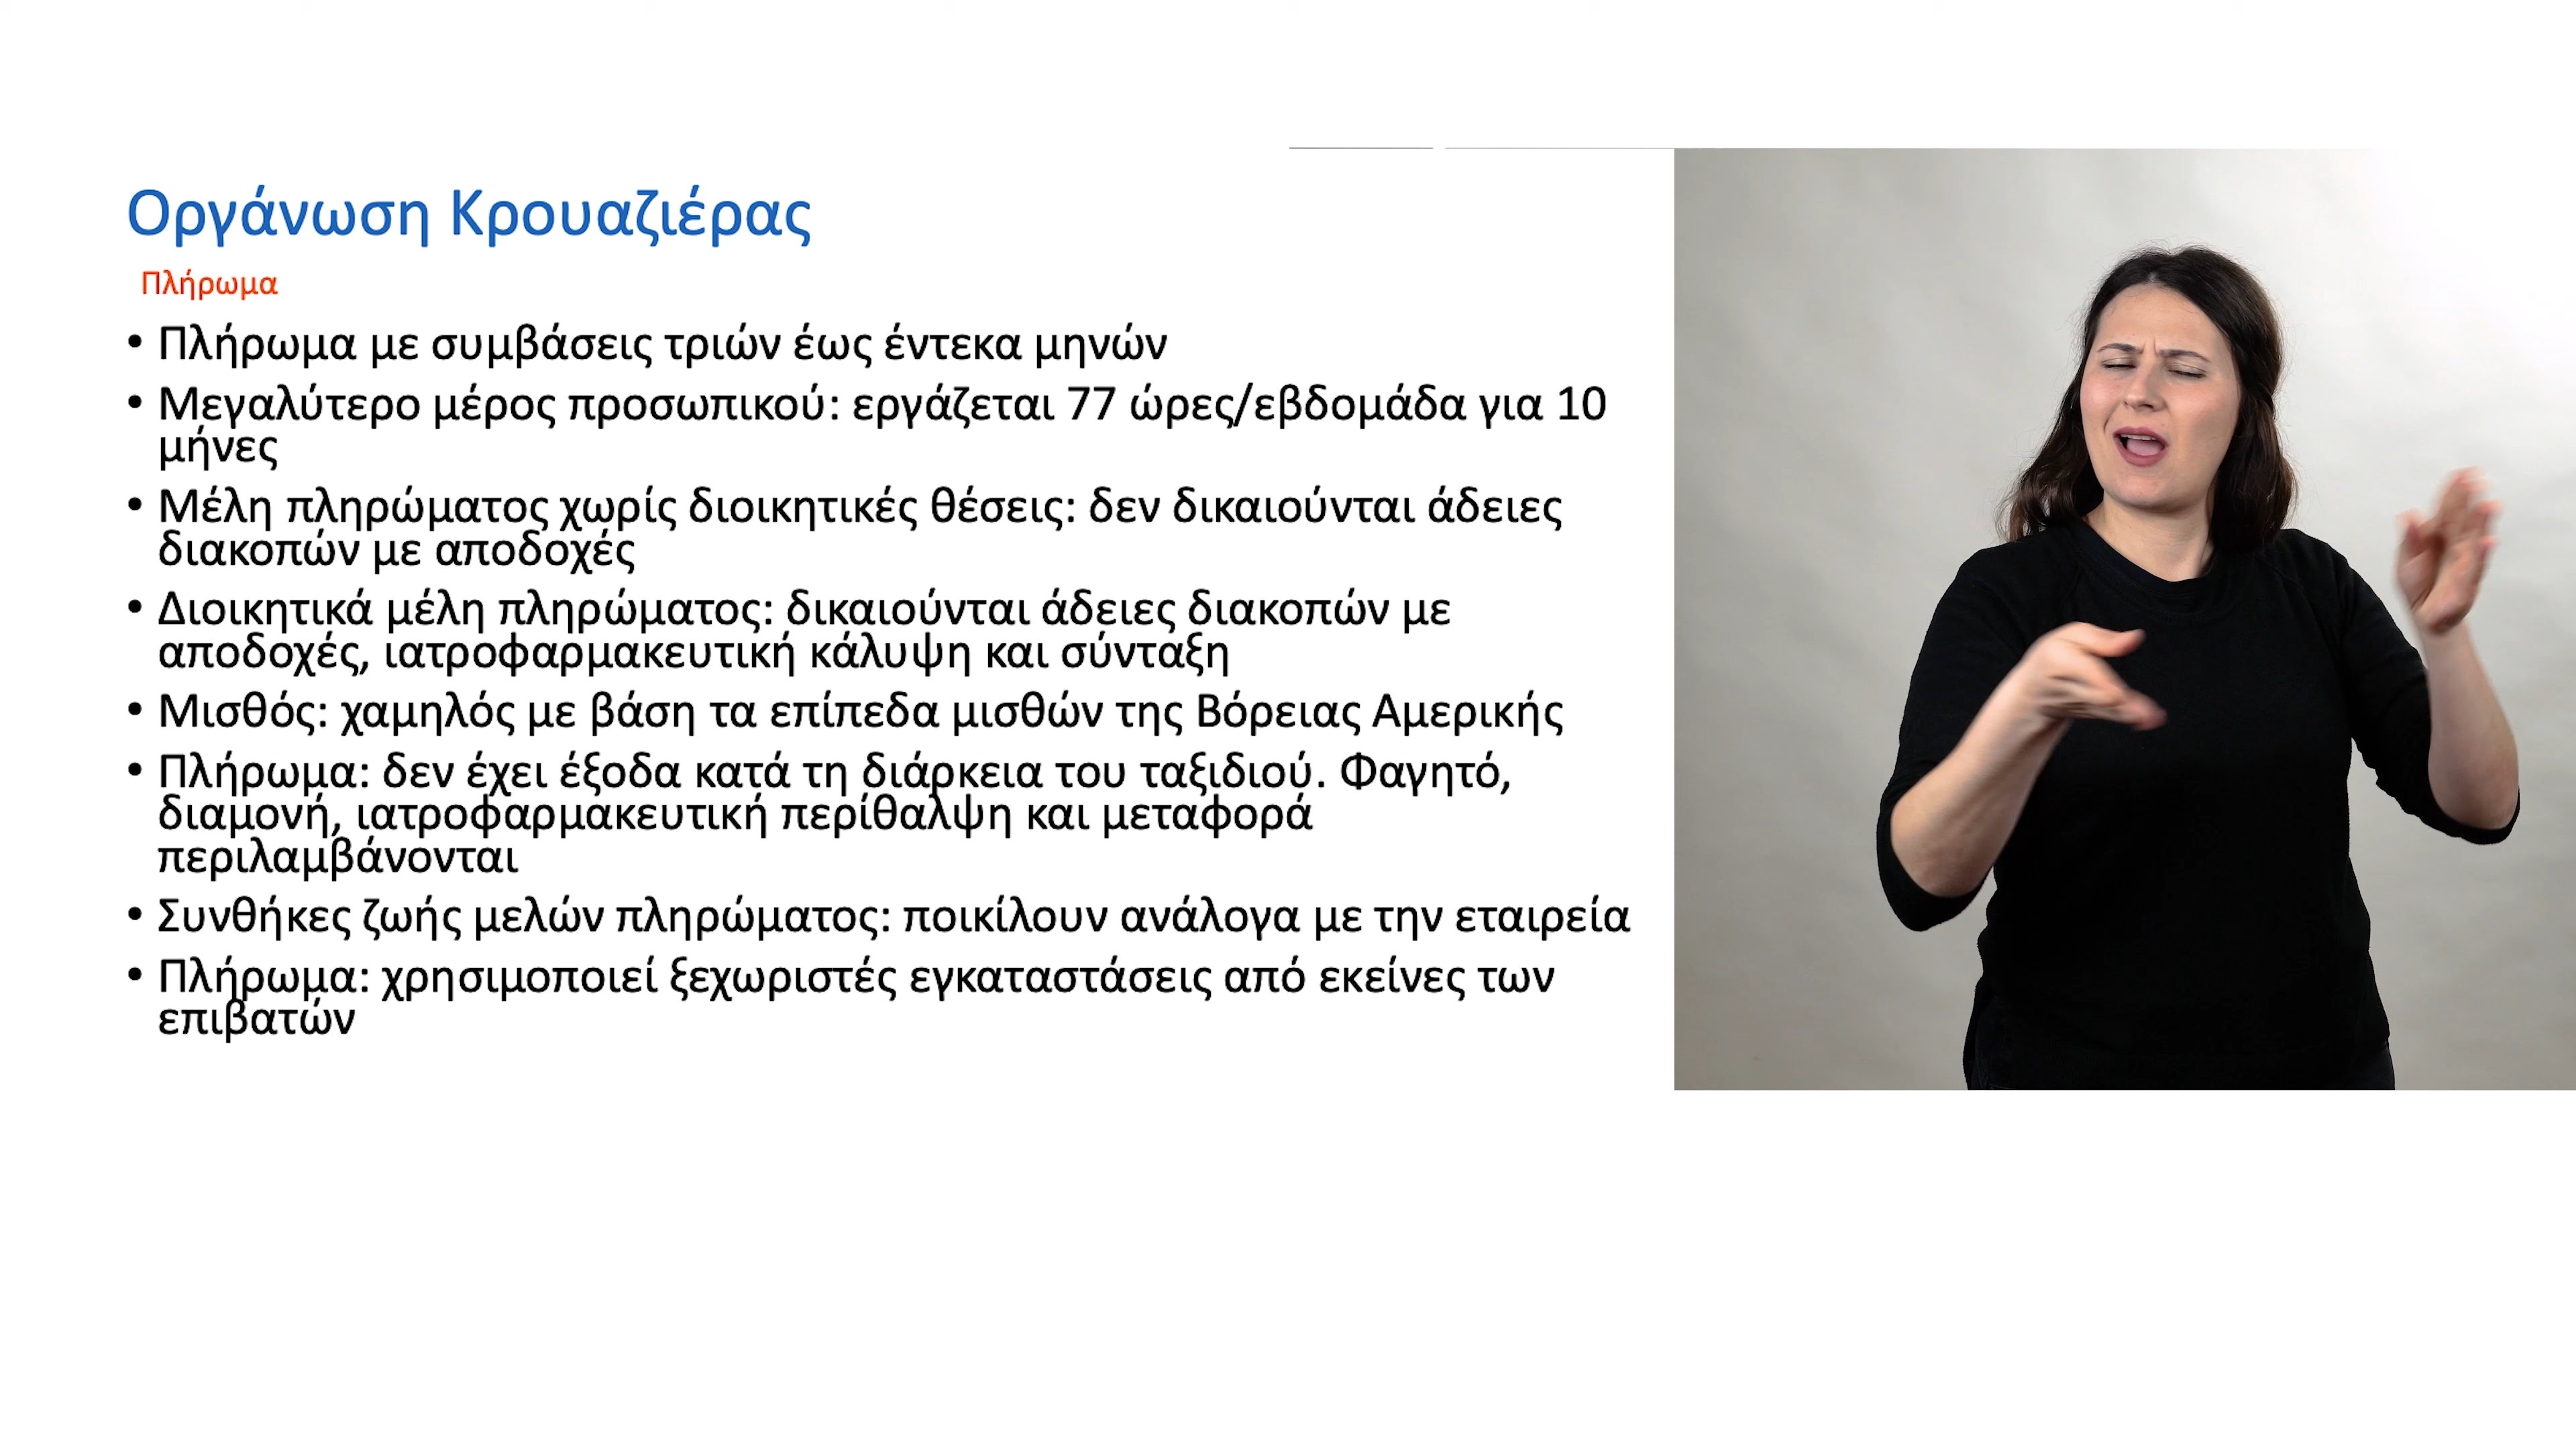 Οργάνωση Κρουαζιέρας
Πλήρωμα
• Πλήρωμα με συμβάσεις τριών έως έντεκα μηνών
• Μεγαλύτερο μέρος προσωπικού: εργάζεται 77 ώρες/εβδομάδα για 10
μήνες
• Μέλη πληρώματος χωρίς διοικητικές θέσεις: δεν δικαιούνται άδειες
διακοπών με αποδοχές
• Διοικητικά μέλη πληρώματος: δικαιούνται άδειες διακοπών με
αποδοχές, ιατροφαρμακευτική κάλυψη και σύνταξη
• Μισθός: χαμηλός με βάση τα επίπεδα μισθών της Βόρειας Αμερικής
• Πλήρωμα: δεν έχει έξοδα κατά τη διάρκεια του ταξιδιού. Φαγητό,
διαμονή, ιατροφαρμακευτική περίθαλψη και μεταφορά
περιλαμβάνονται
• Συνθήκες ζωής μελών πληρώματος: ποικίλουν ανάλογα με την εταιρεία
• Πλήρωμα: χρησιμοποιεί ξεχωριστές εγκαταστάσεις από εκείνες των
επιβατών